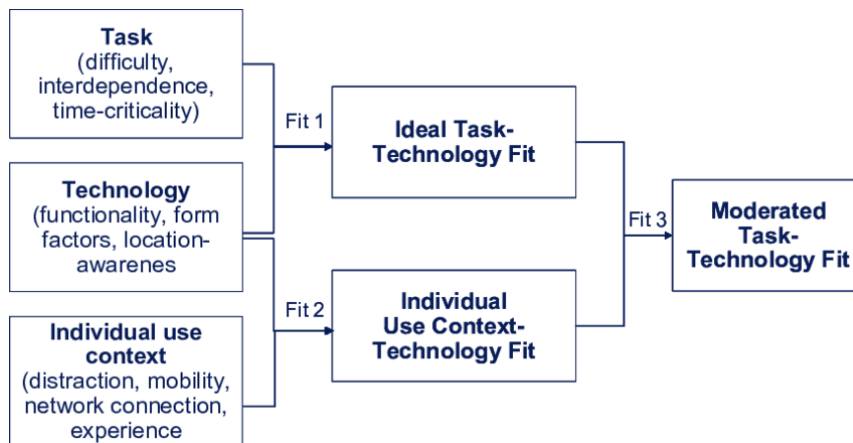 Task
(difficulty,
interdependence,
time-criticality)
Fit 1
Ideal Task-
Technology Fit
Technology
(functionality, form
factors, location-
awarenes
Fit 3
Moderated
Task-
Technology Fit
Fit 2
Individual
Use Context-
Technology Fit
Individual use
context
(distraction, mobility,
network connection,
experience